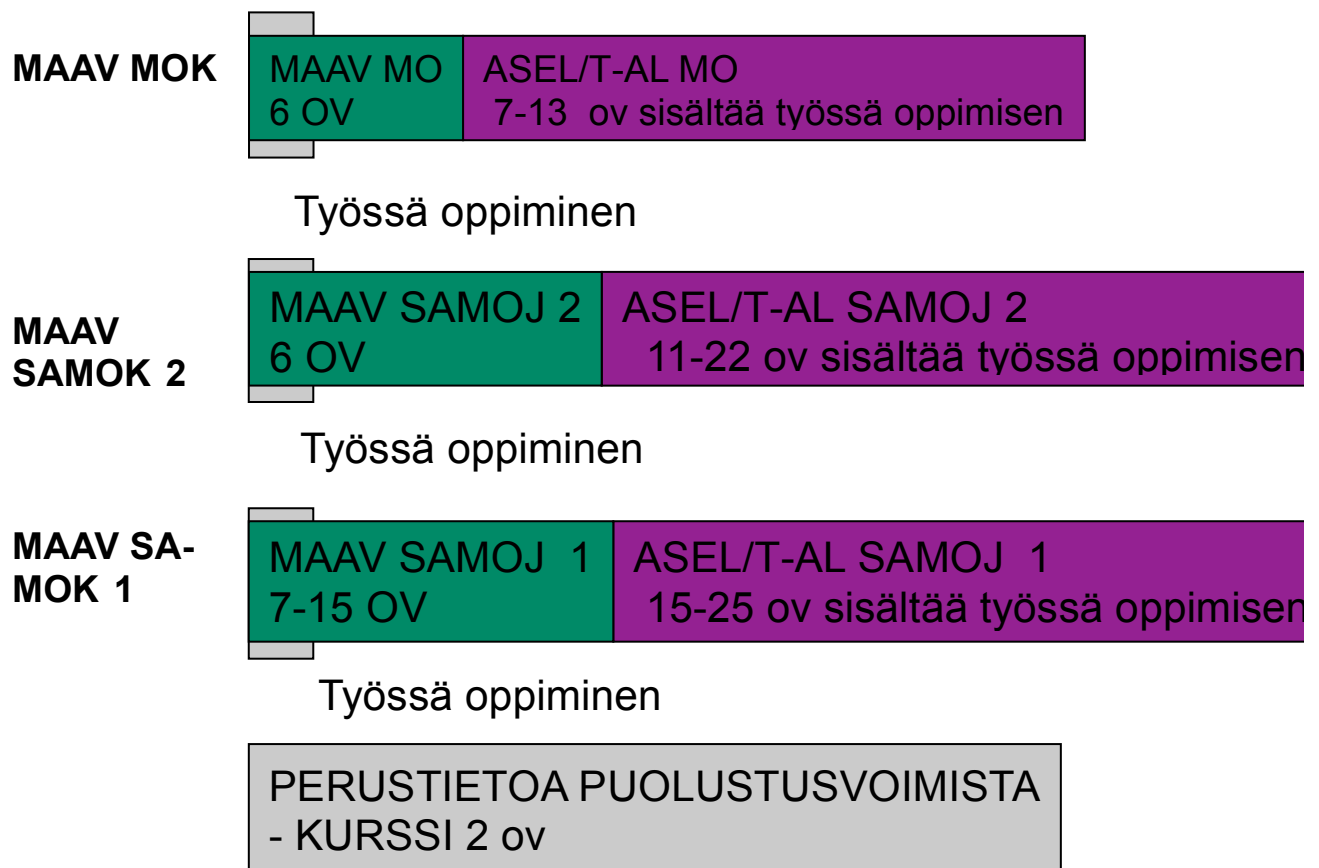 MAAV MOK
MAAV MO
6 OV
ASEL/T-AL MO
7-13 ov sisältää työssä oppimisen
Työssä oppiminen
MAAV
SAMOK 2
MAAV SAMOJ 2
6 OV
ASEL/T-AL SAMOJ 2
11-22 ov sisältää työssä oppimisen
Työssä oppiminen
MAAV SA-
MOK 1
MAAV SAMOJ 1
7-15 OV
ASEL/T-AL SAMOJ 1
15-25 ov sisältää työssä oppimisen
Työssä oppiminen
PERUSTIETOA PUOLUSTUSVOIMISTA
- KURSSI 2 ov